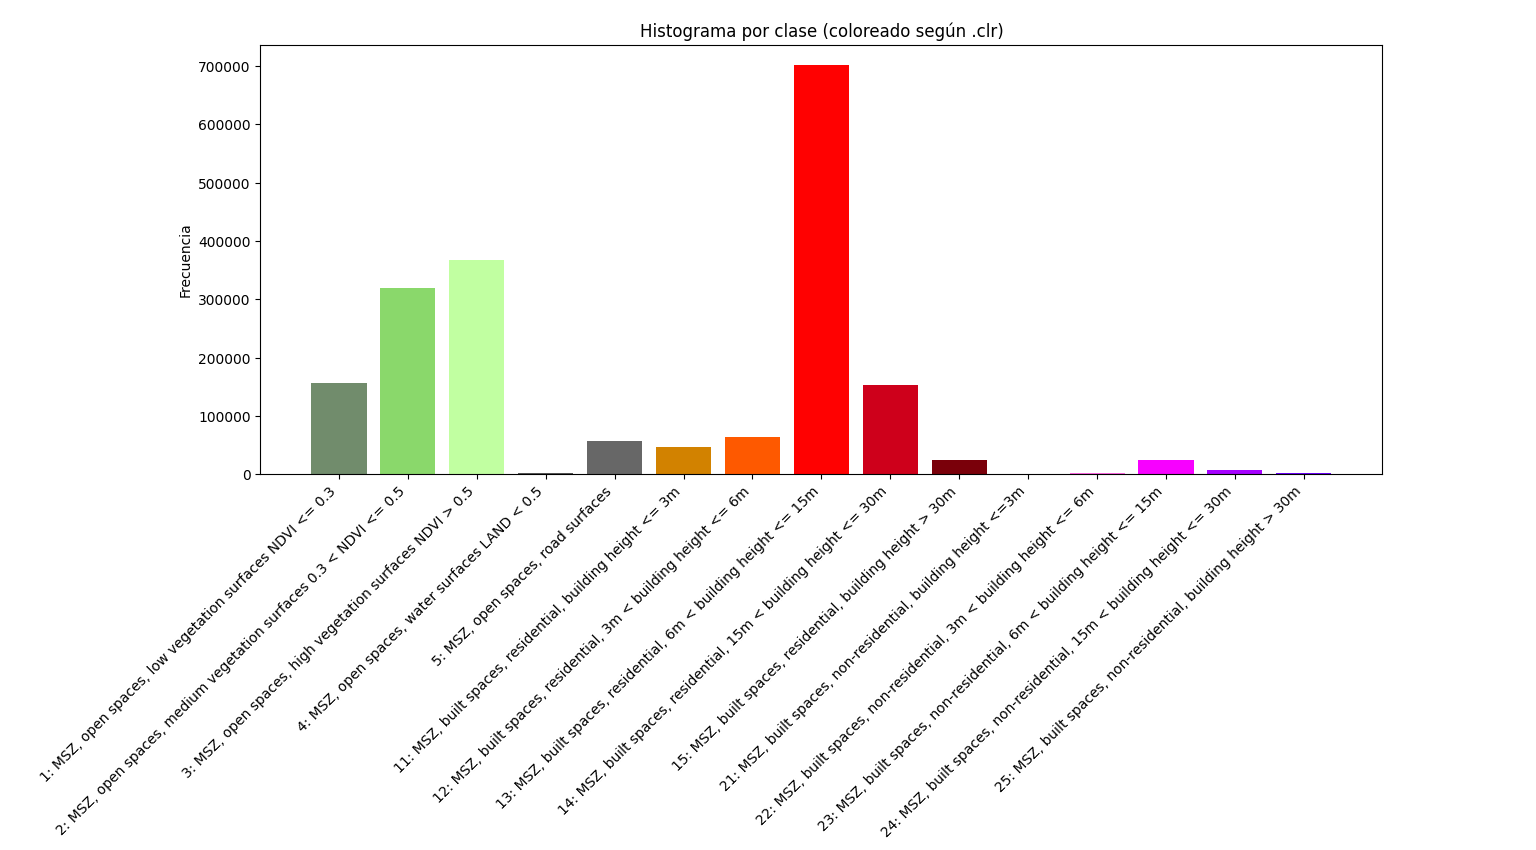 Histograma por clase (coloreado según .clr)
700000
600000
500000
400000
300000
200000
100000
0
Frecuencia
1: MSZ, open spaces, low vegetation surfaces NDVI <= 0.3
2: MSZ, open spaces, medium vegetation surfaces 0.3 < NDVI <= 0.5
3: MSZ, open spaces, high vegetation surfaces NDVI > 0.5
4: MSZ, open spaces, water surfaces LAND < 0.5
5: MSZ, open spaces, road surfaces
11: MSZ, built spaces, residential, building height <= 3m
12: MSZ, built spaces, residential, 3m < building height <= 6m
13: MSZ, built spaces, residential, 6m < building height <= 15m
14: MSZ, built spaces, residential, 15m < building height <= 30m
15: MSZ, built spaces, residential, building height > 30m
21: MSZ, built spaces, non-residential, building height <=3m
22: MSZ, built spaces, non-residential, 3m < building height <= 6m
23: MSZ, built spaces, non-residential, 6m < building height <= 15m
24: MSZ, built spaces, non-residential, 15m < building height <= 30m
25: MSZ, built spaces, non-residential, building height > 30m